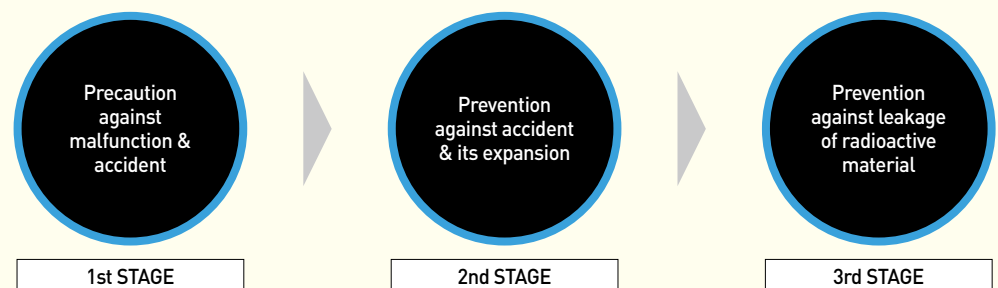 Precaution
against
malfunction &
accident
Prevention
against accident
& its expansion
Prevention
against leakage
of radioactive
material
1st STAGE
2nd STAGE
3rd STAGE